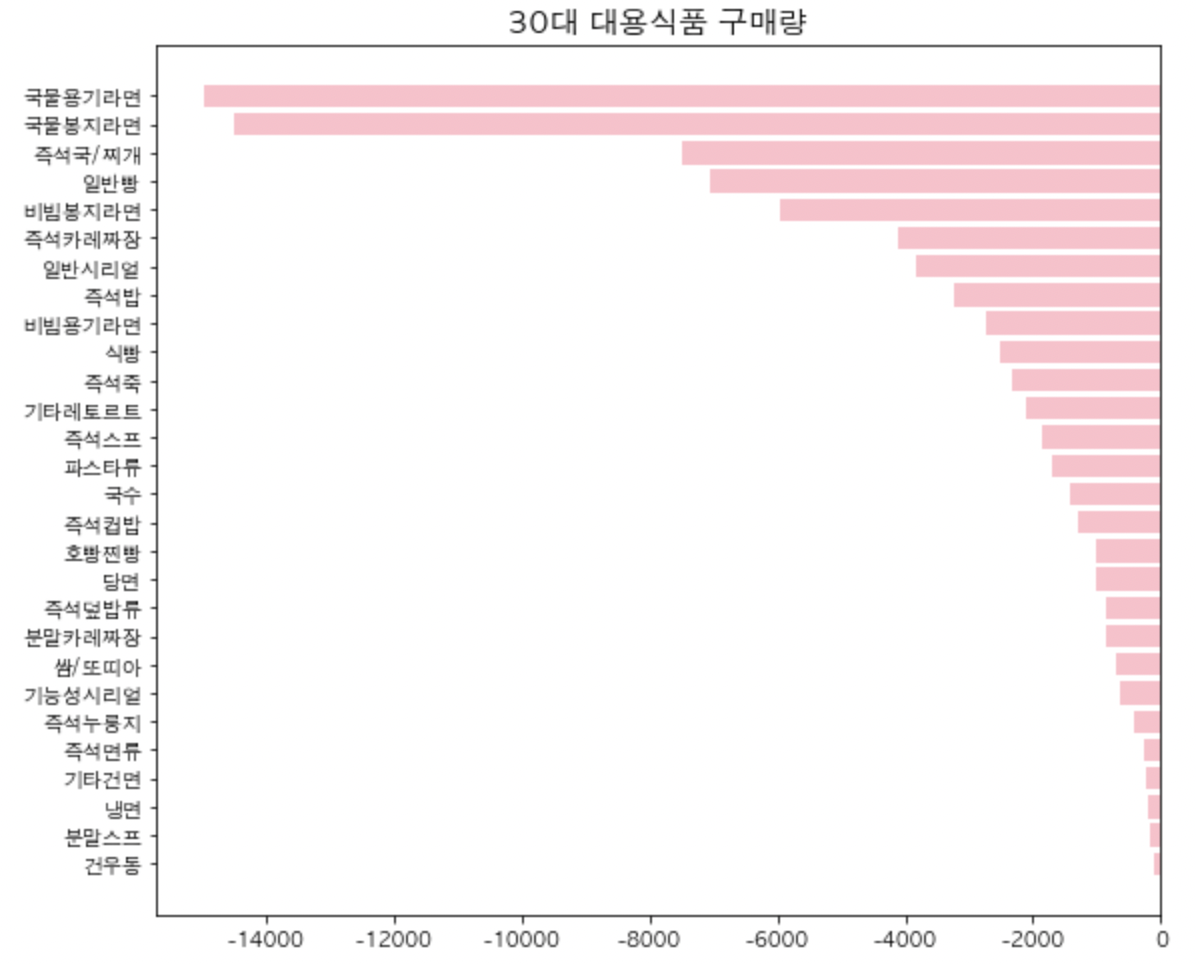 30대 대용식품 구매량
국물용기라면
국물봉지라면
즉석국/찌개
일반빵
비빔봉지라면
즉석카레짜장
일반시리얼
즉석밥
비빔용기라면
식빵
즉석죽
기타레토르트
즉석스프
파스타류
국수
즉석컵밥
호빵찐빵
당면
즉석덮밥류
분말카레짜장
쌈/또띠아
기능성시리얼
즉석누룽지
즉석면류
기타건면
냉면
분말스프
건우동
-14000 -12000 -10000 -8000 -6000 -4000 -2000 0